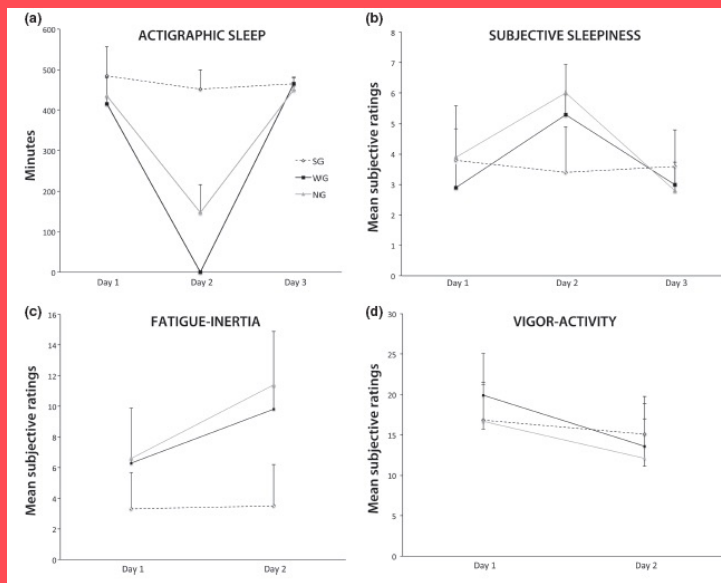 (a)
ACTIGRAPHIC SLEEP
600
500
400
300
200
100
0
Minutes
SG
WG
NG
Day 1 Day 2 Day 3
(b)
SUBJECTIVE SLEEPINESS
8
7
6
5
4
3
2
1
0
Mean subjective ratings
Day 1 Day 2 Day 3
(c)
FATIGUE-INERTIA
16
14
12
10
8
6
4
2
0
Mean subjective ratings
Day 1 Day 2
(d)
VIGOR-ACTIVITY
30
25
20
15
10
5
0
Mean subjective ratings
Day 1 Day 2